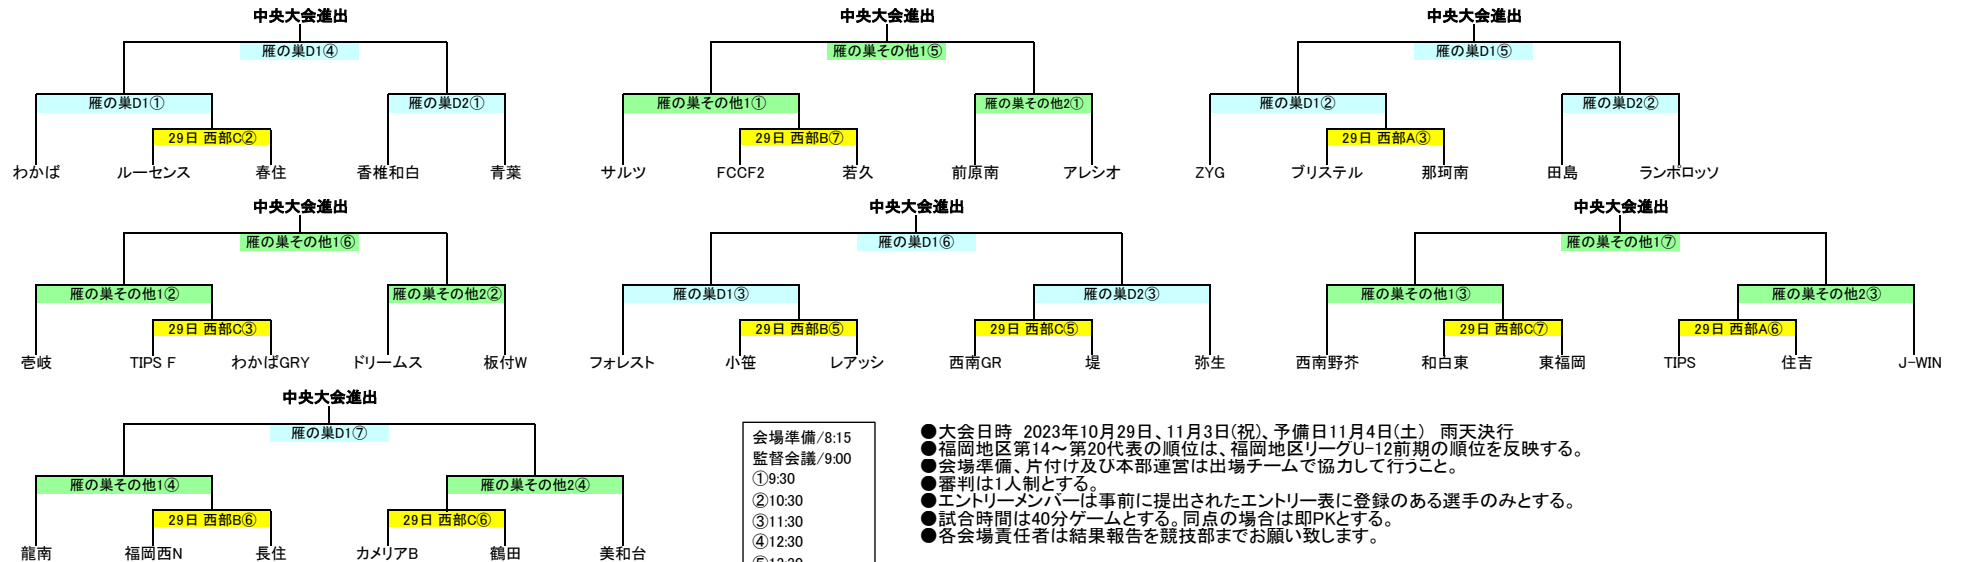 中央大会進出
中央大会進出
中央大会進出
雁の巣D1④
雁の巣その他1⑤
雁の巣D1⑤
雁の巣D1①
雁の巣D2①
雁の巣その他1①
雁の巣その他2①
雁の巣D1②
雁の巣D2②
29日 西部C②
29日 西部B⑦
29日 西部A③
わかば
ルーセンス
春住
香椎和白
青葉
サルツ
FCCF2
若久
前原南
アレシオ
ZYG
ブリステル
那珂南
田島
ランポロッソ
中央大会進出
中央大会進出
中央大会進出
雁の巣その他1⑥
雁の巣D1⑥
雁の巣その他1⑦
雁の巣その他1②
雁の巣その他2②
雁の巣D1③
雁の巣D2③
雁の巣その他1③
雁の巣その他2③
29日 西部C③
29日 西部B⑤
29日 西部C⑤
29日 西部C⑦
29日 西部A⑥
壱岐
TIPS F
わかばGRY
ドリームス
板付W
フォレスト
小笹
レアッシ
西南GR
堤
弥生
西南野芥
和白東
東福岡
TIPS
住吉
J-WIN
中央大会進出
雁の巣D1⑦
雁の巣その他1④
雁の巣その他2④
29日 西部B⑥
29日 西部C⑥
龍南
福岡西N
長住
カメリアB
鶴田
美和台
会場準備/8:15
監督会議/9:00
①9:30
②10:30
③11:30
④12:30
●大会日時 2023年10月29日、11月3日(祝)、予備日11月4日(土) 雨天決行
●福岡地区第14～第20代表の順位は、福岡地区リーグU-12前期の順位を反映する。
●会場準備、片付け及び本部運営は出場チームで協力して行うこと。
●審判は1人制とする。
●エントリーメンバーは事前に提出されたエントリー表に登録のある選手のみとする。
●試合時間は40分ゲームとする。同点の場合は即PKとする。
●各会場責任者は結果報告を競技部までお願い致します。